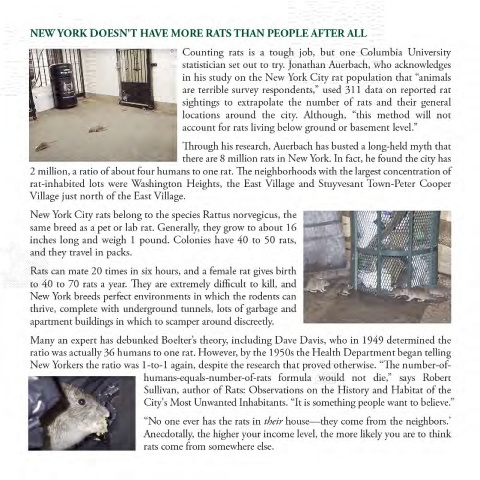 NEW YORK DOESN'T HAVE MORE RATS THAN PEOPLE AFTER ALL
Counting rats is a tough job, but one Columbia University
statistician set out to try. Jonathan Auerbach, who acknowledges
in his study on the New York City rat population that “animals
are terrible survey respondents,” used 311 data on reported rat
sightings to extrapolate the number of rats and their general
locations around the city. Although, “this method will not
account for rats living below ground or basement level.”
Through his research, Auerbach has busted a long-held myth that
there are 8 million rats in New York. In fact, he found the city has
2 million, a ratio of about four humans to one rat. The neighborhoods with the largest concentration of
rat-inhabited lots were Washington Heights, the East Village and Stuyvesant Town-Peter Cooper
Village just north of the East Village.
New York City rats belong to the species Rattus norvegicus, the
same breed as a pet or lab rat. Generally, they grow to about 16
inches long and weigh 1 pound. Colonies have 40 to 50 rats,
and they travel in packs.
Rats can mate 20 times in six hours, and a female rat gives birth
to 40 to 70 rats a year. They are extremely difficult to kill, and
New York breeds perfect environments in which the rodents can
thrive, complete with underground tunnels, lots of garbage and
apartment buildings in which to scamper around discreetly.
Many an expert has debunked Boelter's theory, including Dave Davis, who in 1949 determined the
ratio was actually 36 humans to one rat. However, by the 1950s the Health Department began telling
New Yorkers the ratio was 1-to-1 again, despite the research that proved otherwise. “The number-of-
humans-equals-number-of-rats formula would not die,” says Robert
Sullivan, author of Rats: Observations on the History and Habitat of the
City's Most Unwanted Inhabitants. “It is something people want to believe.”
“No one ever has the rats in their house—they come from the neighbors.'
Anecdotally, the higher your income level, the more likely you are to think
rats come from somewhere else.